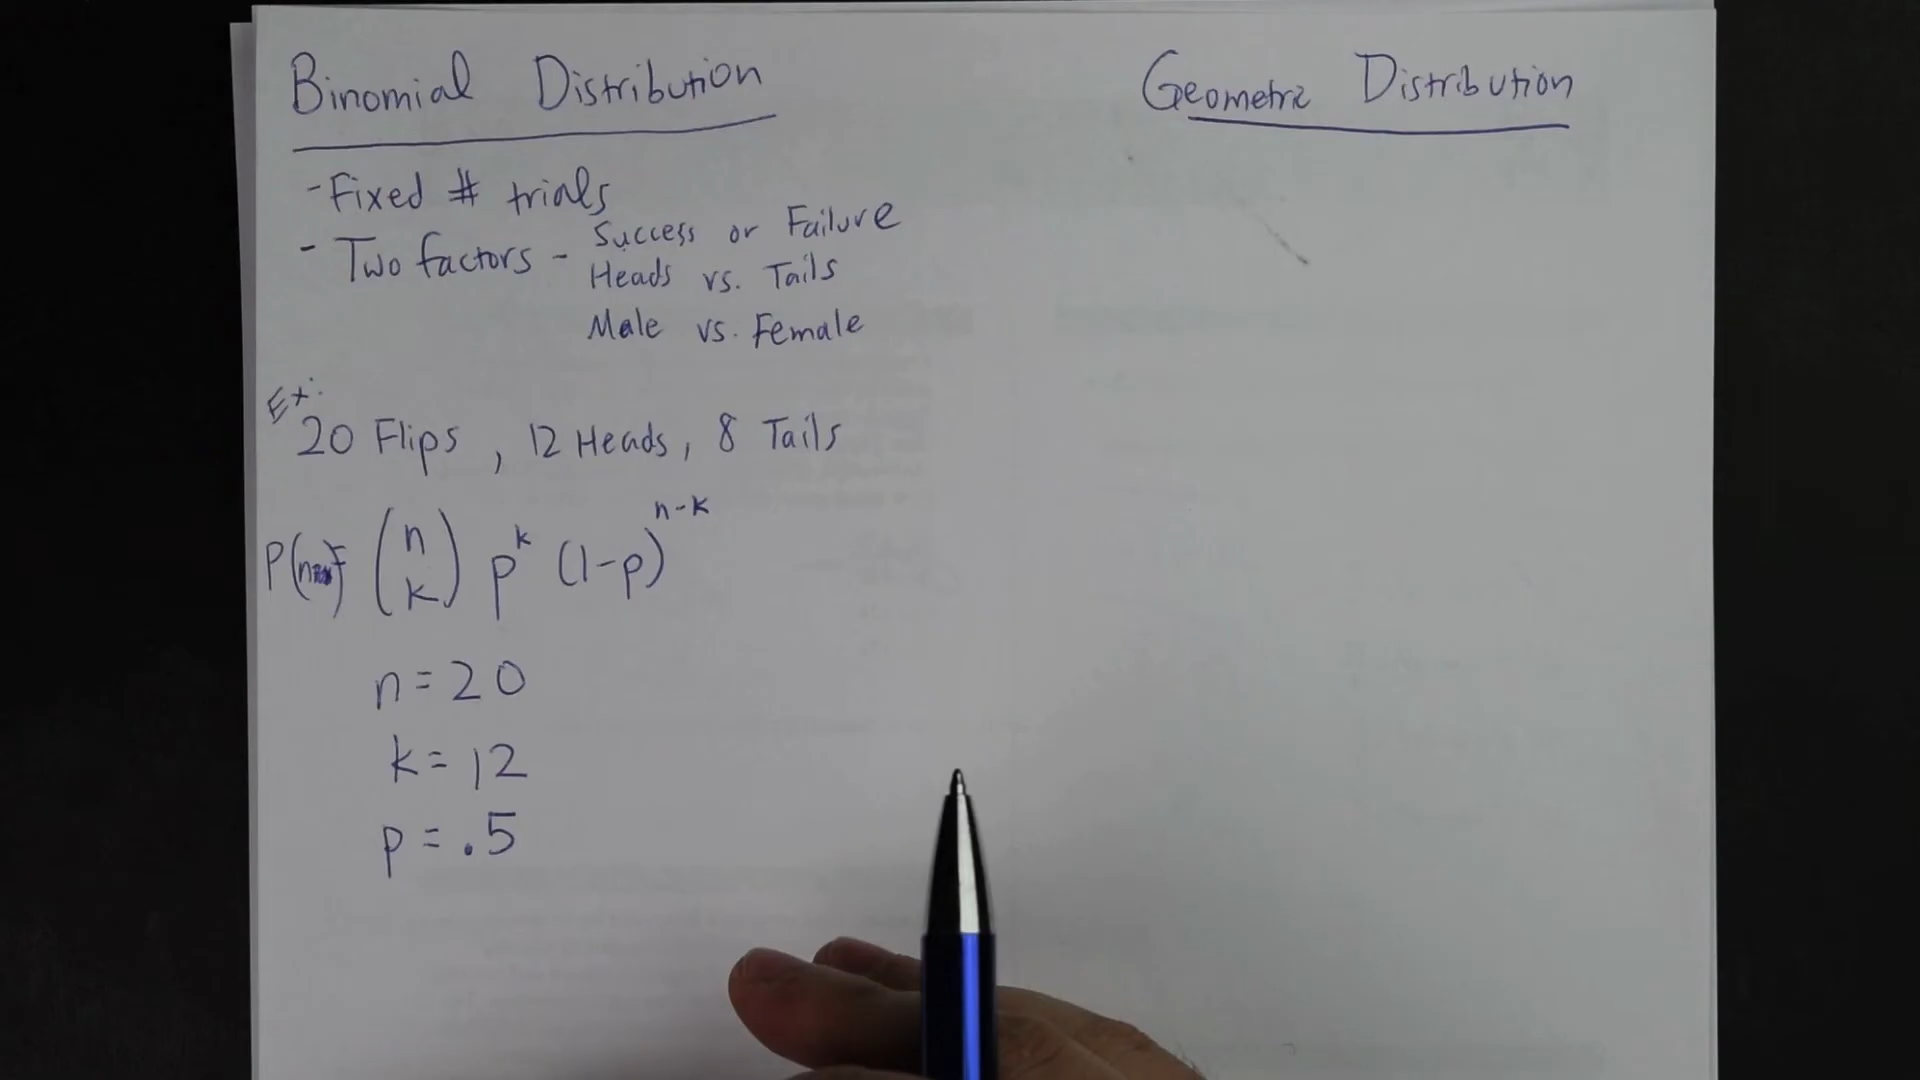 Binomial Distribution
- Fixed # trials
- Two factors - Success or Failure
Heads vs. Tails
Male vs. Female
Ex:
20 Flips, 12 Heads, 8 Tails
P(n = (n k) p^k (1-p)^n-k
n = 20
k = 12
p = .5
Geometric Distribution